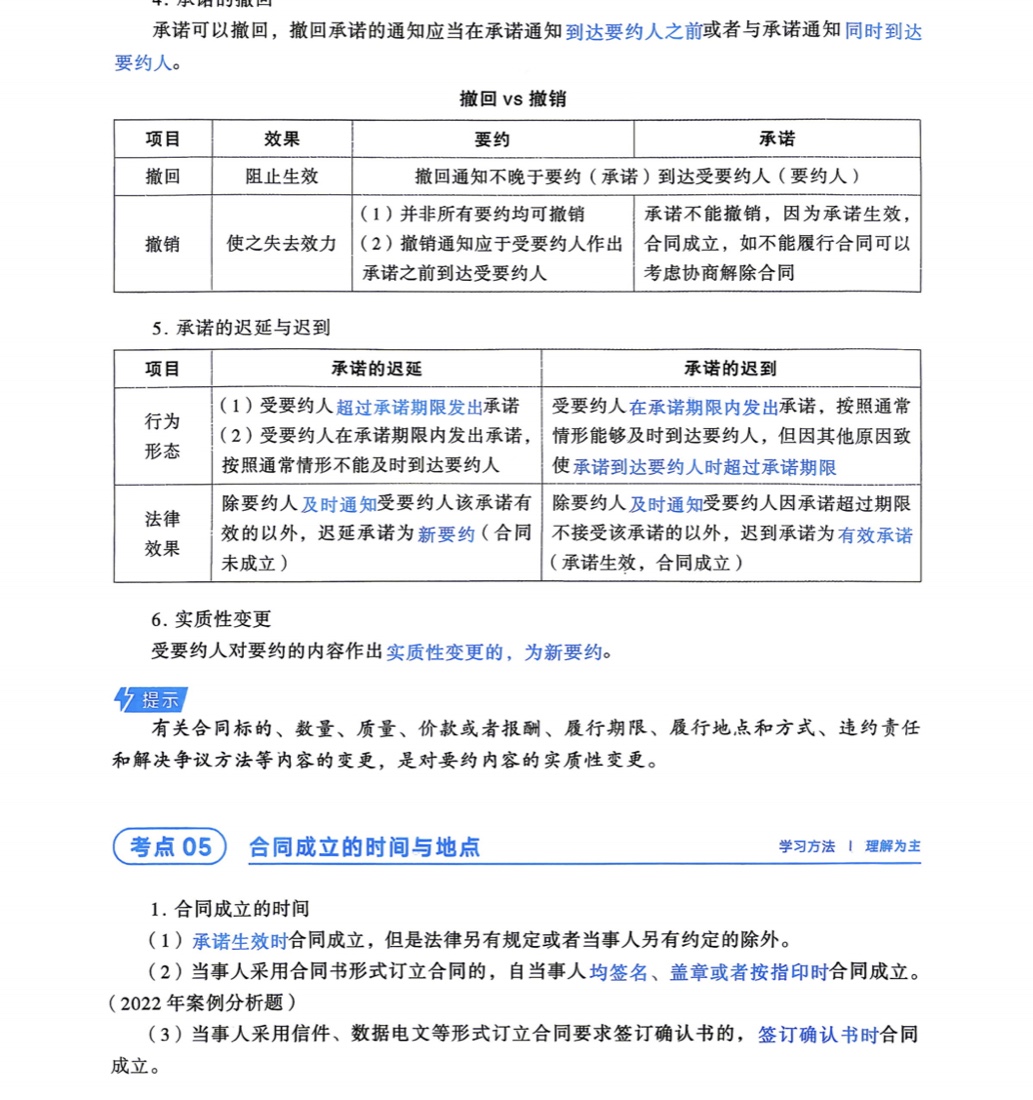 4. 承诺的撤回
承诺可以撤回，撤回承诺的通知应当在承诺通知到达要约人之前或者与承诺通知同时到达
要约人。
撤回 vs 撤销
项目 效果 要约 承诺
撤回 阻止生效 撤回通知不晚于要约（承诺）到达受要约人（要约人）
撤销 使之失去效力
（1）并非所有要约均可撤销
（2）撤销通知应于受要约人作出
承诺之前到达受要约人
承诺不能撤销，因为承诺生效，
合同成立，如不能履行合同可以
考虑协商解除合同
5. 承诺的迟延与迟到
项目 承诺的迟延 承诺的迟到
行为
形态
（1）受要约人超过承诺期限发出承诺
（2）受要约人在承诺期限内发出承诺，
按照通常情形不能及时到达要约人
受要约人在承诺期限内发出承诺，按照通常
情形能够及时到达要约人，但因其他原因致
使承诺到达要约人时超过承诺期限
法律
效果
除要约人及时通知受要约人该承诺有
效的以外，迟延承诺为新要约（合同
未成立）
除要约人及时通知受要约人因承诺超过期限
不接受该承诺的以外，迟到承诺为有效承诺
（承诺生效，合同成立）
6. 实质性变更
受要约人对要约的内容作出实质性变更的，为新要约。
提示
有关合同标的、数量、质量、价款或者报酬、履行期限、履行地点和方式、违约责任
和解决争议方法等内容的变更，是对要约内容的实质性变更。
考点 05 合同成立的时间与地点 学习方法 | 理解为主
1. 合同成立的时间
（1）承诺生效时合同成立，但是法律另有规定或者当事人另有约定的除外。
（2）当事人采用合同书形式订立合同的，自当事人均签名、盖章或者按指印时合同成立。
（2022 年案例分析题）
（3）当事人采用信件、数据电文等形式订立合同要求签订确认书的，签订确认书时合同
成立。